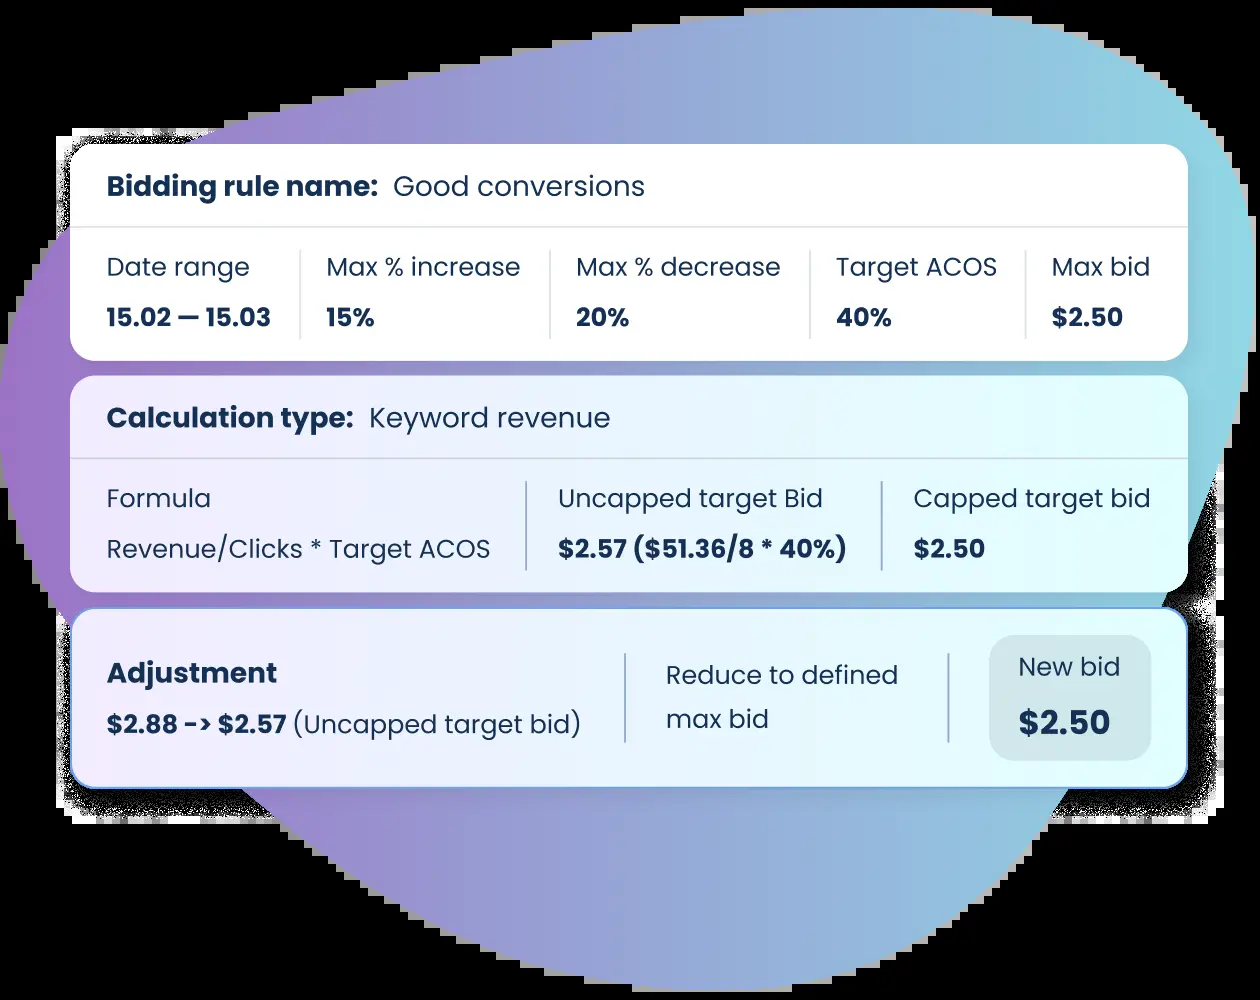 Bidding rule name: Good conversions
Date range
15.02 — 15.03
Max % increase
15%
Max % decrease
20%
Target ACOS
40%
Max bid
$2.50
Calculation type: Keyword revenue
Formula
Revenue/Clicks * Target ACOS
Uncapped target Bid
$2.57 ($51.36/8 * 40%)
Capped target bid
$2.50
Adjustment
$2.88 -> $2.57 (Uncapped target bid)
Reduce to defined
max bid
New bid
$2.50